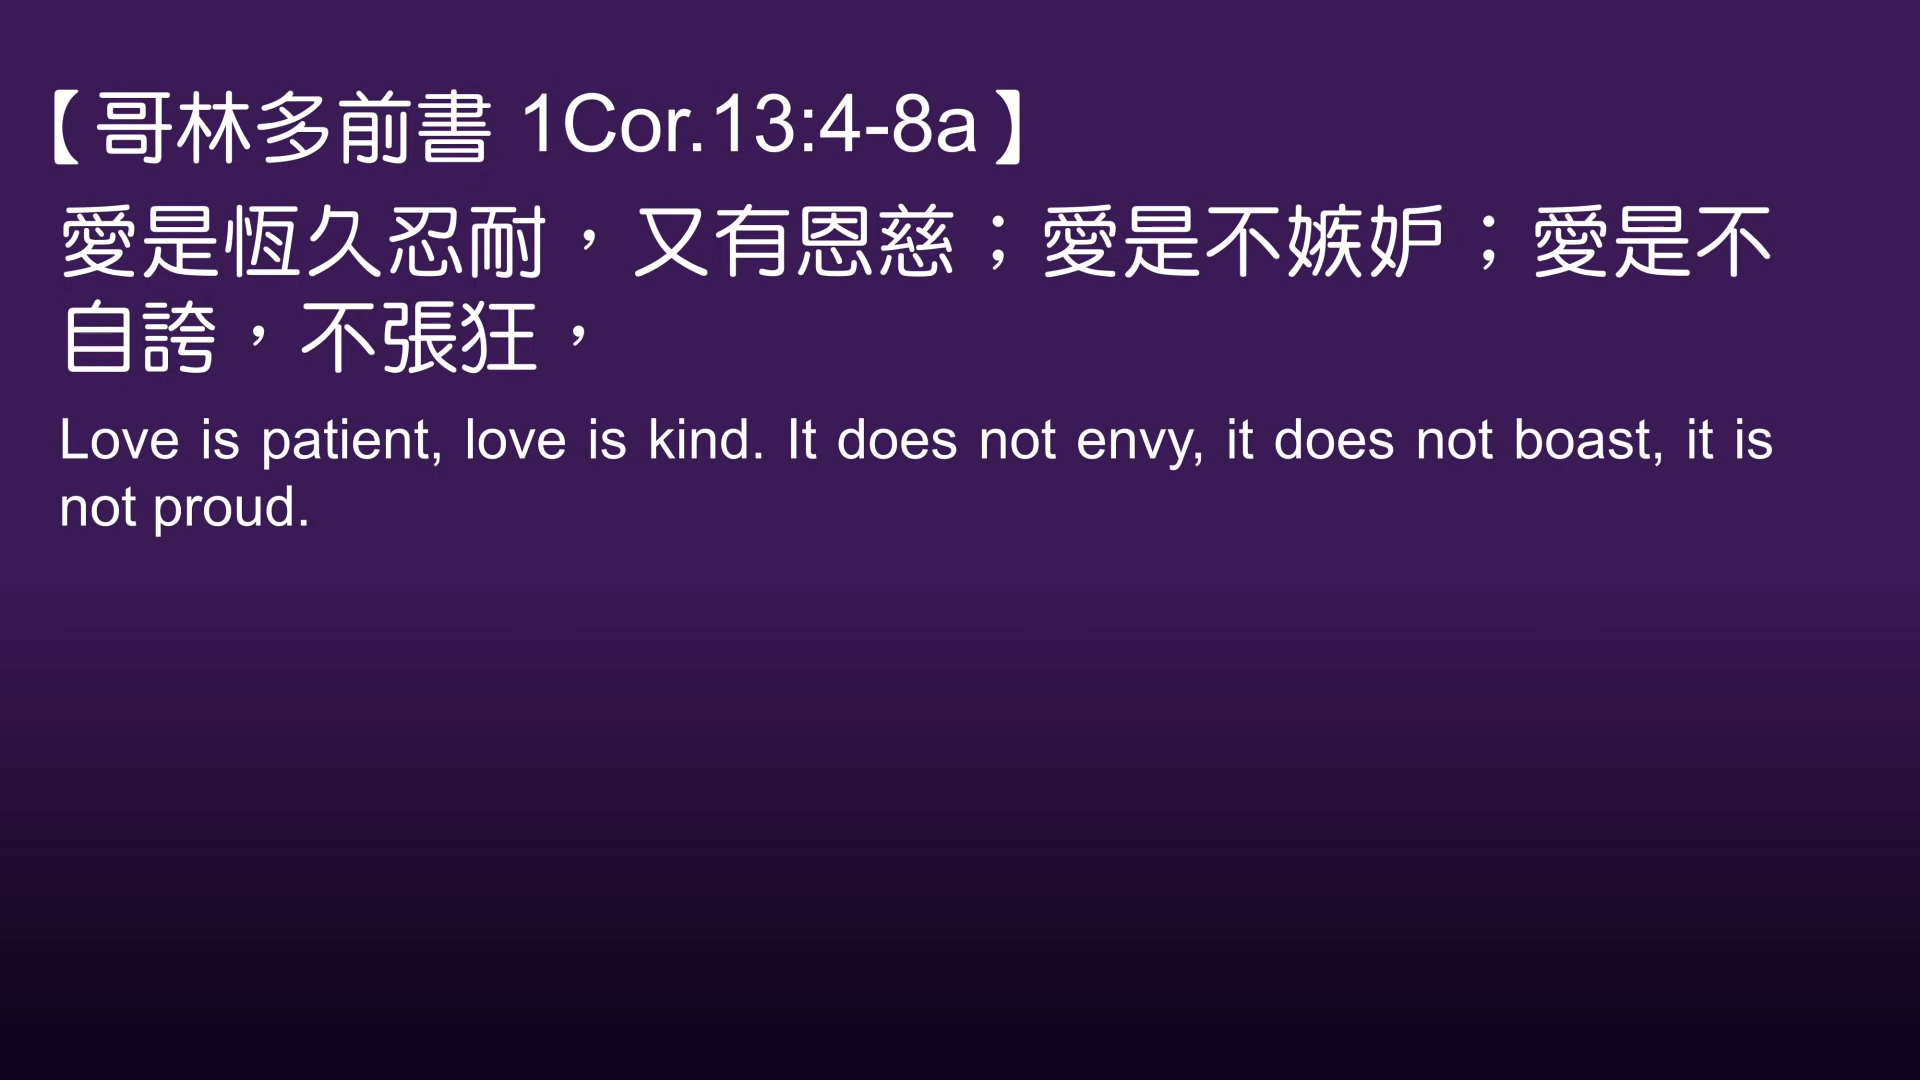 【哥林多前書 1Cor.13:4-8a】
愛是恆久忍耐，又有恩慈；愛是不嫉妒；愛是不
自誇，不張狂，
Love is patient, love is kind. It does not envy, it does not boast, it is
not proud.